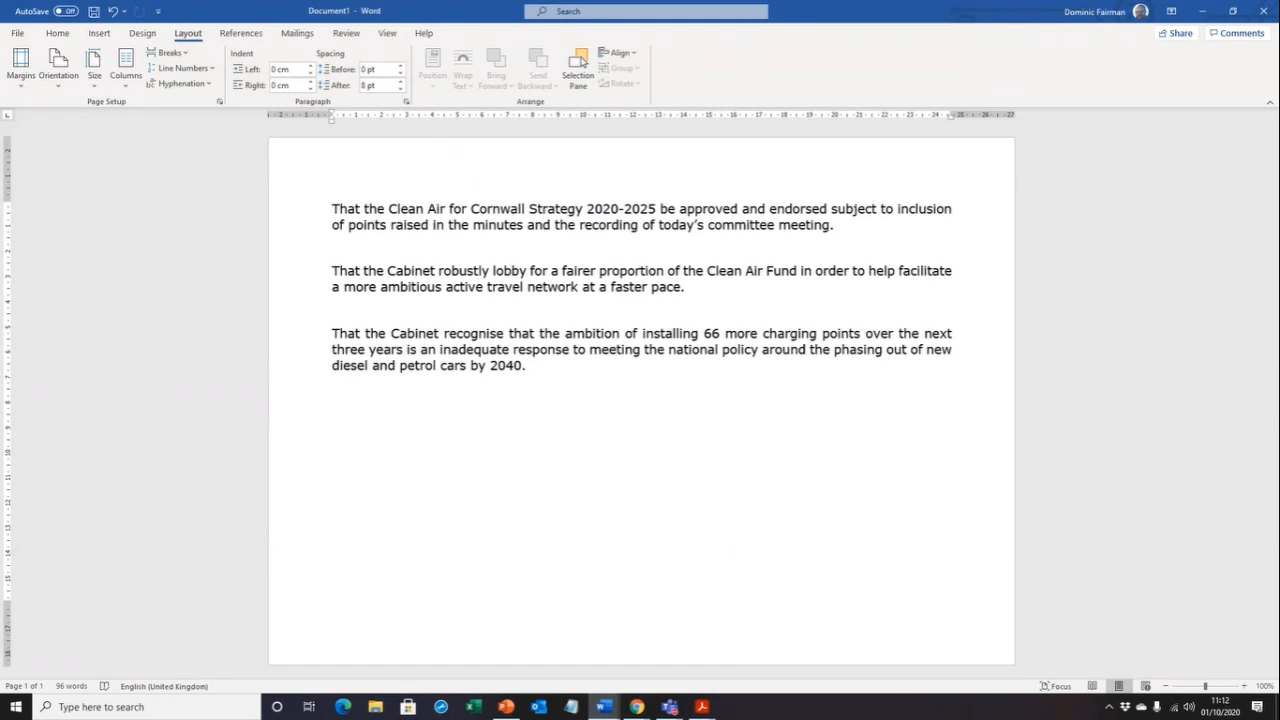 AutoSave Off
Document1 - Word
Search
Dominic Fairman
File Home Insert Design Layout References Mailings Review View Help
Share Comments
Margins Orientation Size Columns
Breaks
Line Numbers
Hyphenation
Page Setup
Indent Spacing
Left: 0 cm Before: 0 pt
Right: 0 cm After: 8 pt
Paragraph
Position Wrap Text Bring Forward Send Backward Selection Pane
Align
Group
Rotate
Arrange
That the Clean Air for Cornwall Strategy 2020-2025 be approved and endorsed subject to inclusion
of points raised in the minutes and the recording of today’s committee meeting.
That the Cabinet robustly lobby for a fairer proportion of the Clean Air Fund in order to help facilitate
a more ambitious active travel network at a faster pace.
That the Cabinet recognise that the ambition of installing 66 more charging points over the next
three years is an inadequate response to meeting the national policy around the phasing out of new
diesel and petrol cars by 2040.
Page 1 of 1 96 words English (United Kingdom)
Focus 100%
Type here to search
11:12
01/10/2020